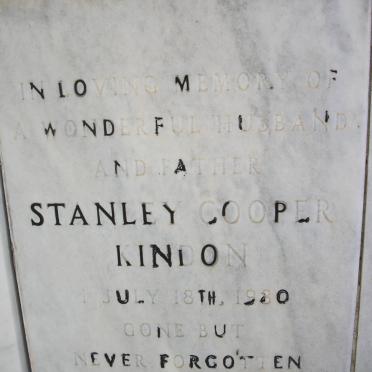 IN LOVING MEMORY OF
A WONDERFUL HUSBAND
AND FATHER
STANLEY COOPER
KINDON
JULY 18TH, 1980
GONE BUT
NEVER FORGOTTEN